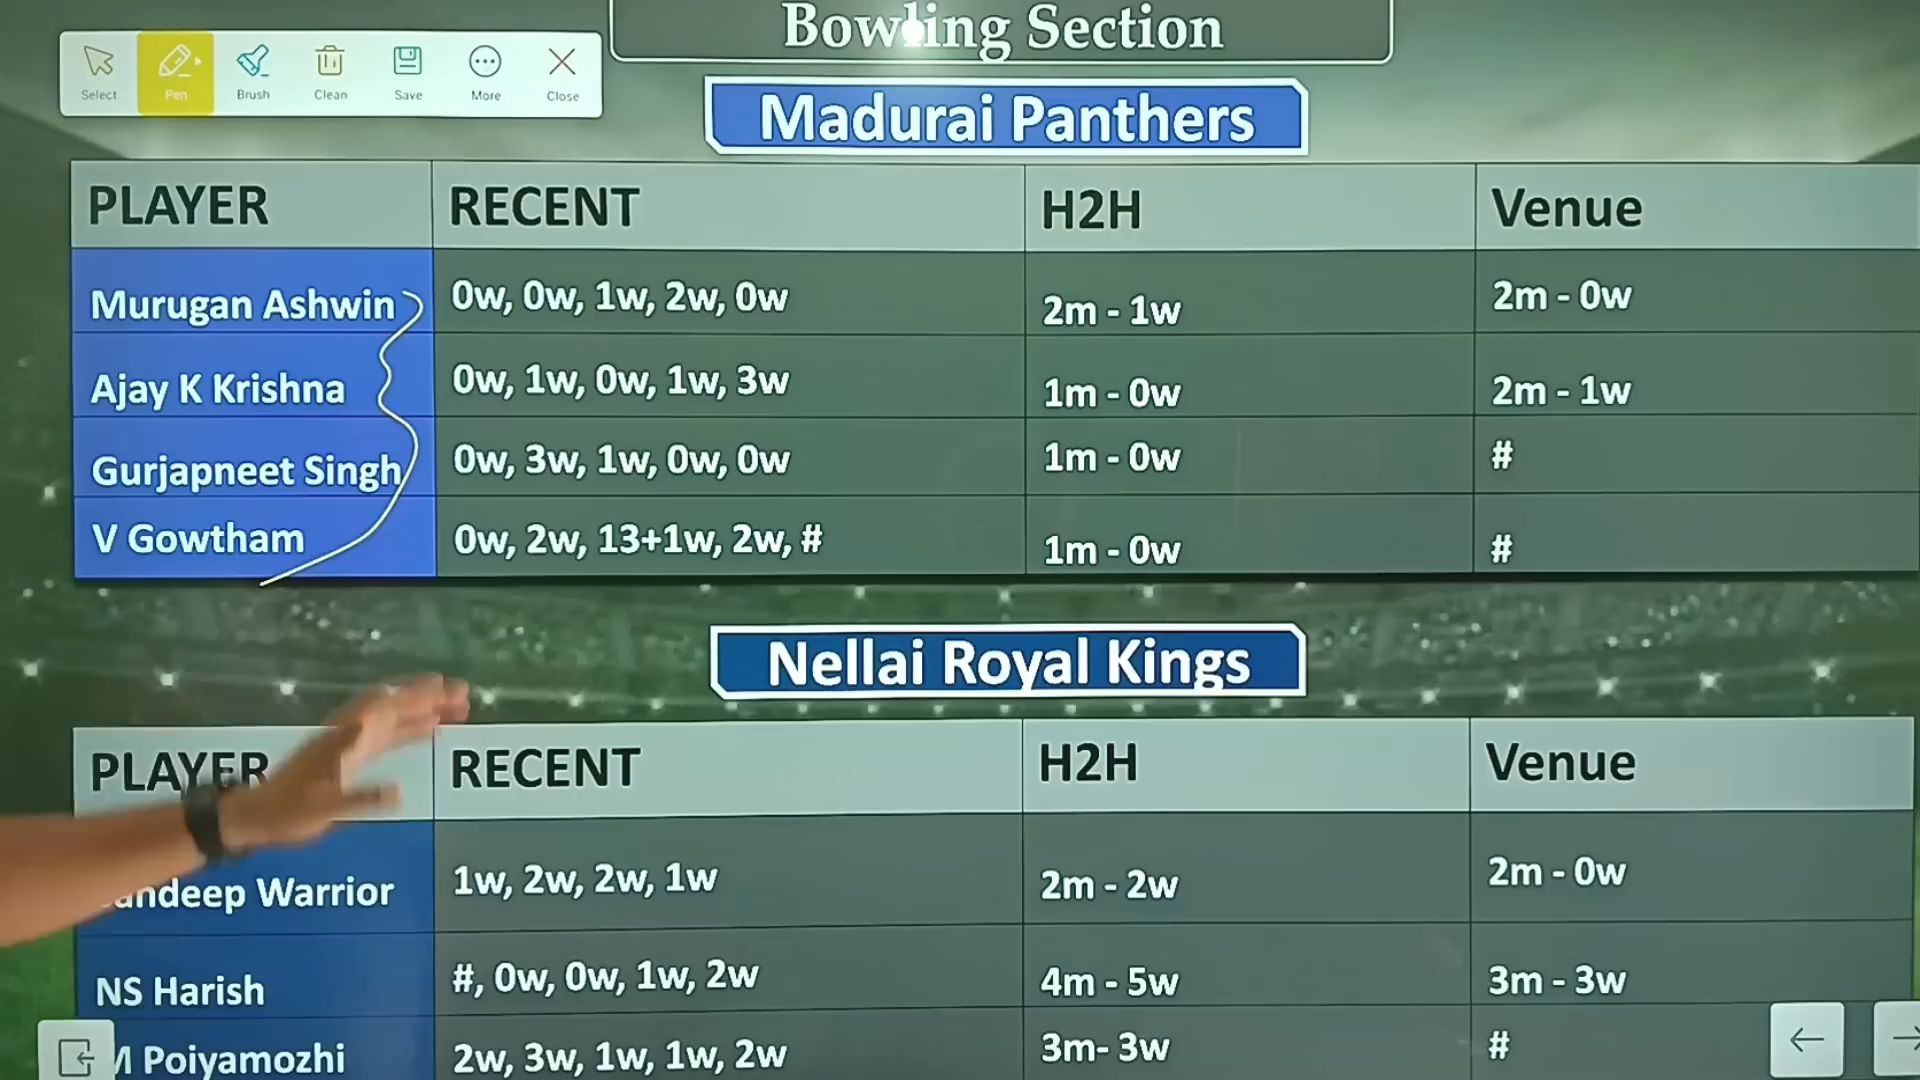 Bowling Section
Select Pen Brush Clean Save More Close
Madurai Panthers
PLAYER RECENT H2H Venue
Murugan Ashwin 0w, 0w, 1w, 2w, 0w 2m - 1w 2m - 0w
Ajay K Krishna 0w, 1w, 0w, 1w, 3w 1m - 0w 2m - 1w
Gurjapneet Singh 0w, 3w, 1w, 0w, 0w 1m - 0w #
V Gowtham 0w, 2w, 13+1w, 2w, # 1m - 0w #
Nellai Royal Kings
PLAYER RECENT H2H Venue
Warrior 1w, 2w, 2w, 1w 2m - 2w 2m - 0w
NS Harish #, 0w, 0w, 1w, 2w 4m - 5w 3m - 3w
Poiyamozhi 2w, 3w, 1w, 1w, 2w 3m- 3w #